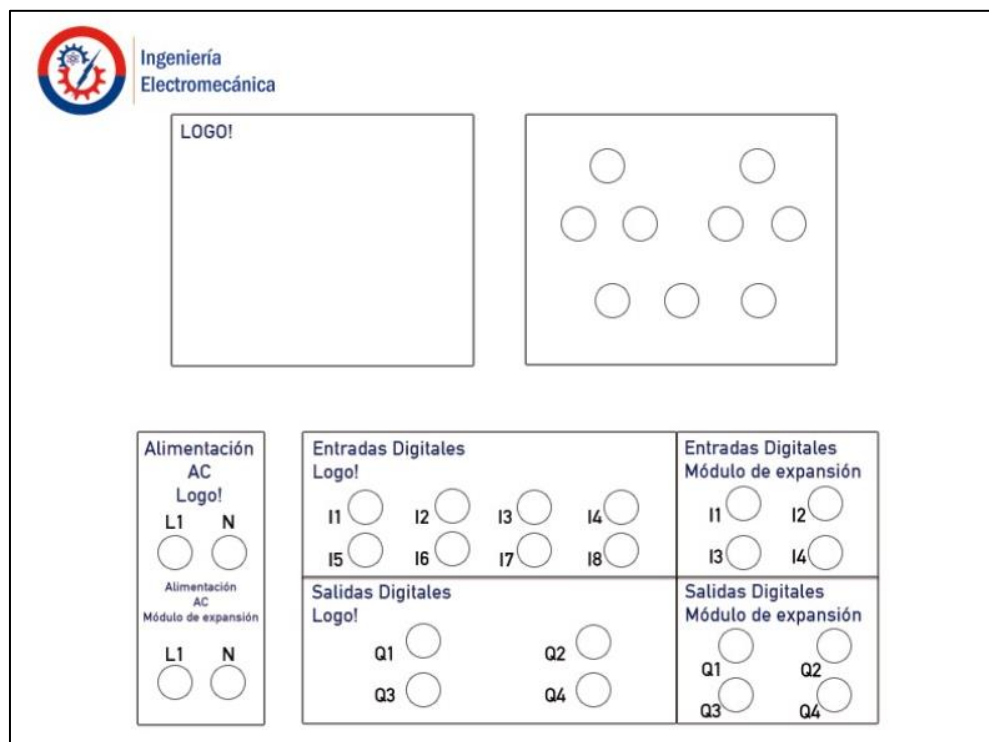 Ingeniería
Electromecánica
LOGO!
Alimentación
AC
Logo!
L1 N
Alimentación
AC
Módulo de expansión
L1 N
Entradas Digitales
Logo!
I1 I2 I3 I4
I5 I6 I7 I8
Entradas Digitales
Módulo de expansión
I1 I2
I3 I4
Salidas Digitales
Logo!
Q1 Q2
Q3 Q4
Salidas Digitales
Módulo de expansión
Q1 Q2
Q3 Q4